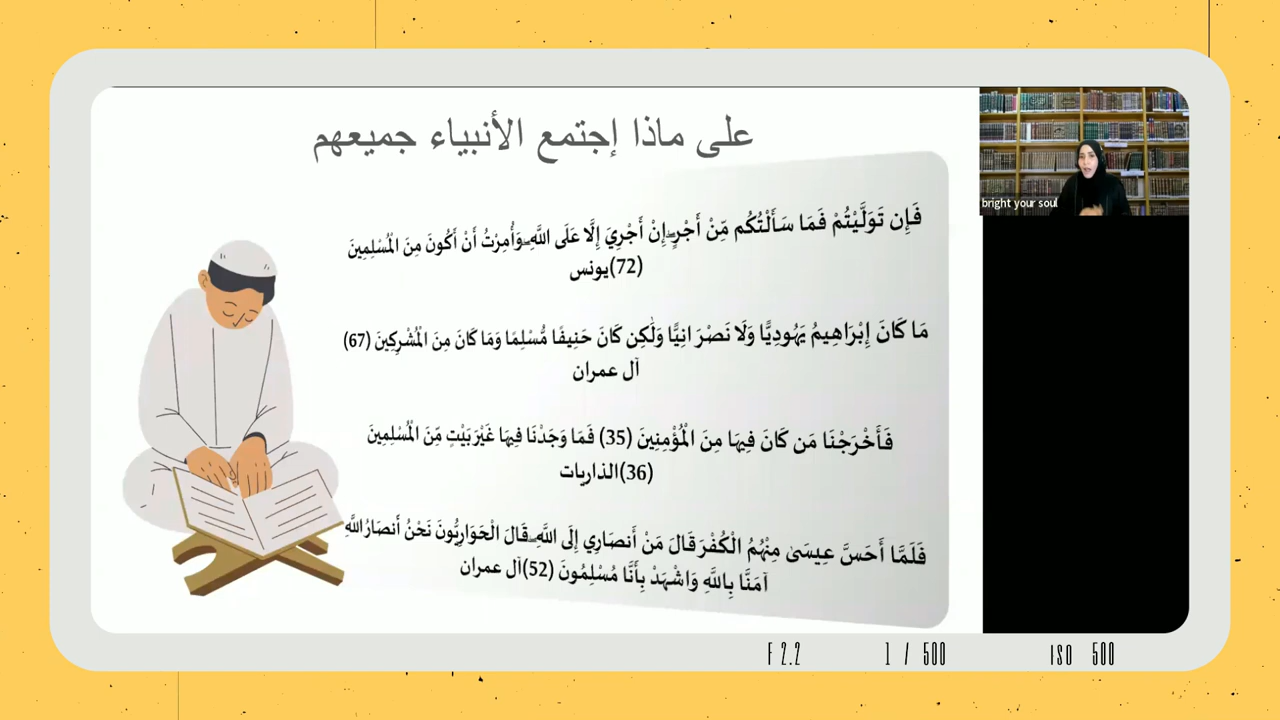 على ماذا إجتمع الأنبياء جميعهم
bright your soul
فَإِن تَوَلَّيْتُمْ فَمَا سَأَلْتُكُم مِّنْ أَجْرٍ ۖ إِنْ أَجْرِيَ إِلَّا عَلَى اللَّهِ ۖ وَأُمِرْتُ أَنْ أَكُونَ مِنَ الْمُسْلِمِينَ
(72)يونس
مَا كَانَ إِبْرَاهِيمُ يَهُودِيًّا وَلَا نَصْرَانِيًّا وَلَٰكِن كَانَ حَنِيفًا مُّسْلِمًا وَمَا كَانَ مِنَ الْمُشْرِكِينَ (67)
آل عمران
فَأَخْرَجْنَا مَن كَانَ فِيهَا مِنَ الْمُؤْمِنِينَ (35) فَمَا وَجَدْنَا فِيهَا غَيْرَ بَيْتٍ مِّنَ الْمُسْلِمِينَ
(36)الذاريات
فَلَمَّا أَحَسَّ عِيسَىٰ مِنْهُمُ الْكُفْرَ قَالَ مَنْ أَنصَارِي إِلَى اللَّهِ ۖ قَالَ الْحَوَارِيُّونَ نَحْنُ أَنصَارُ اللَّهِ
آمَنَّا بِاللَّهِ وَاشْهَدْ بِأَنَّا مُسْلِمُونَ (52)آل عمران
F 2.2 1 / 500 ISO 500